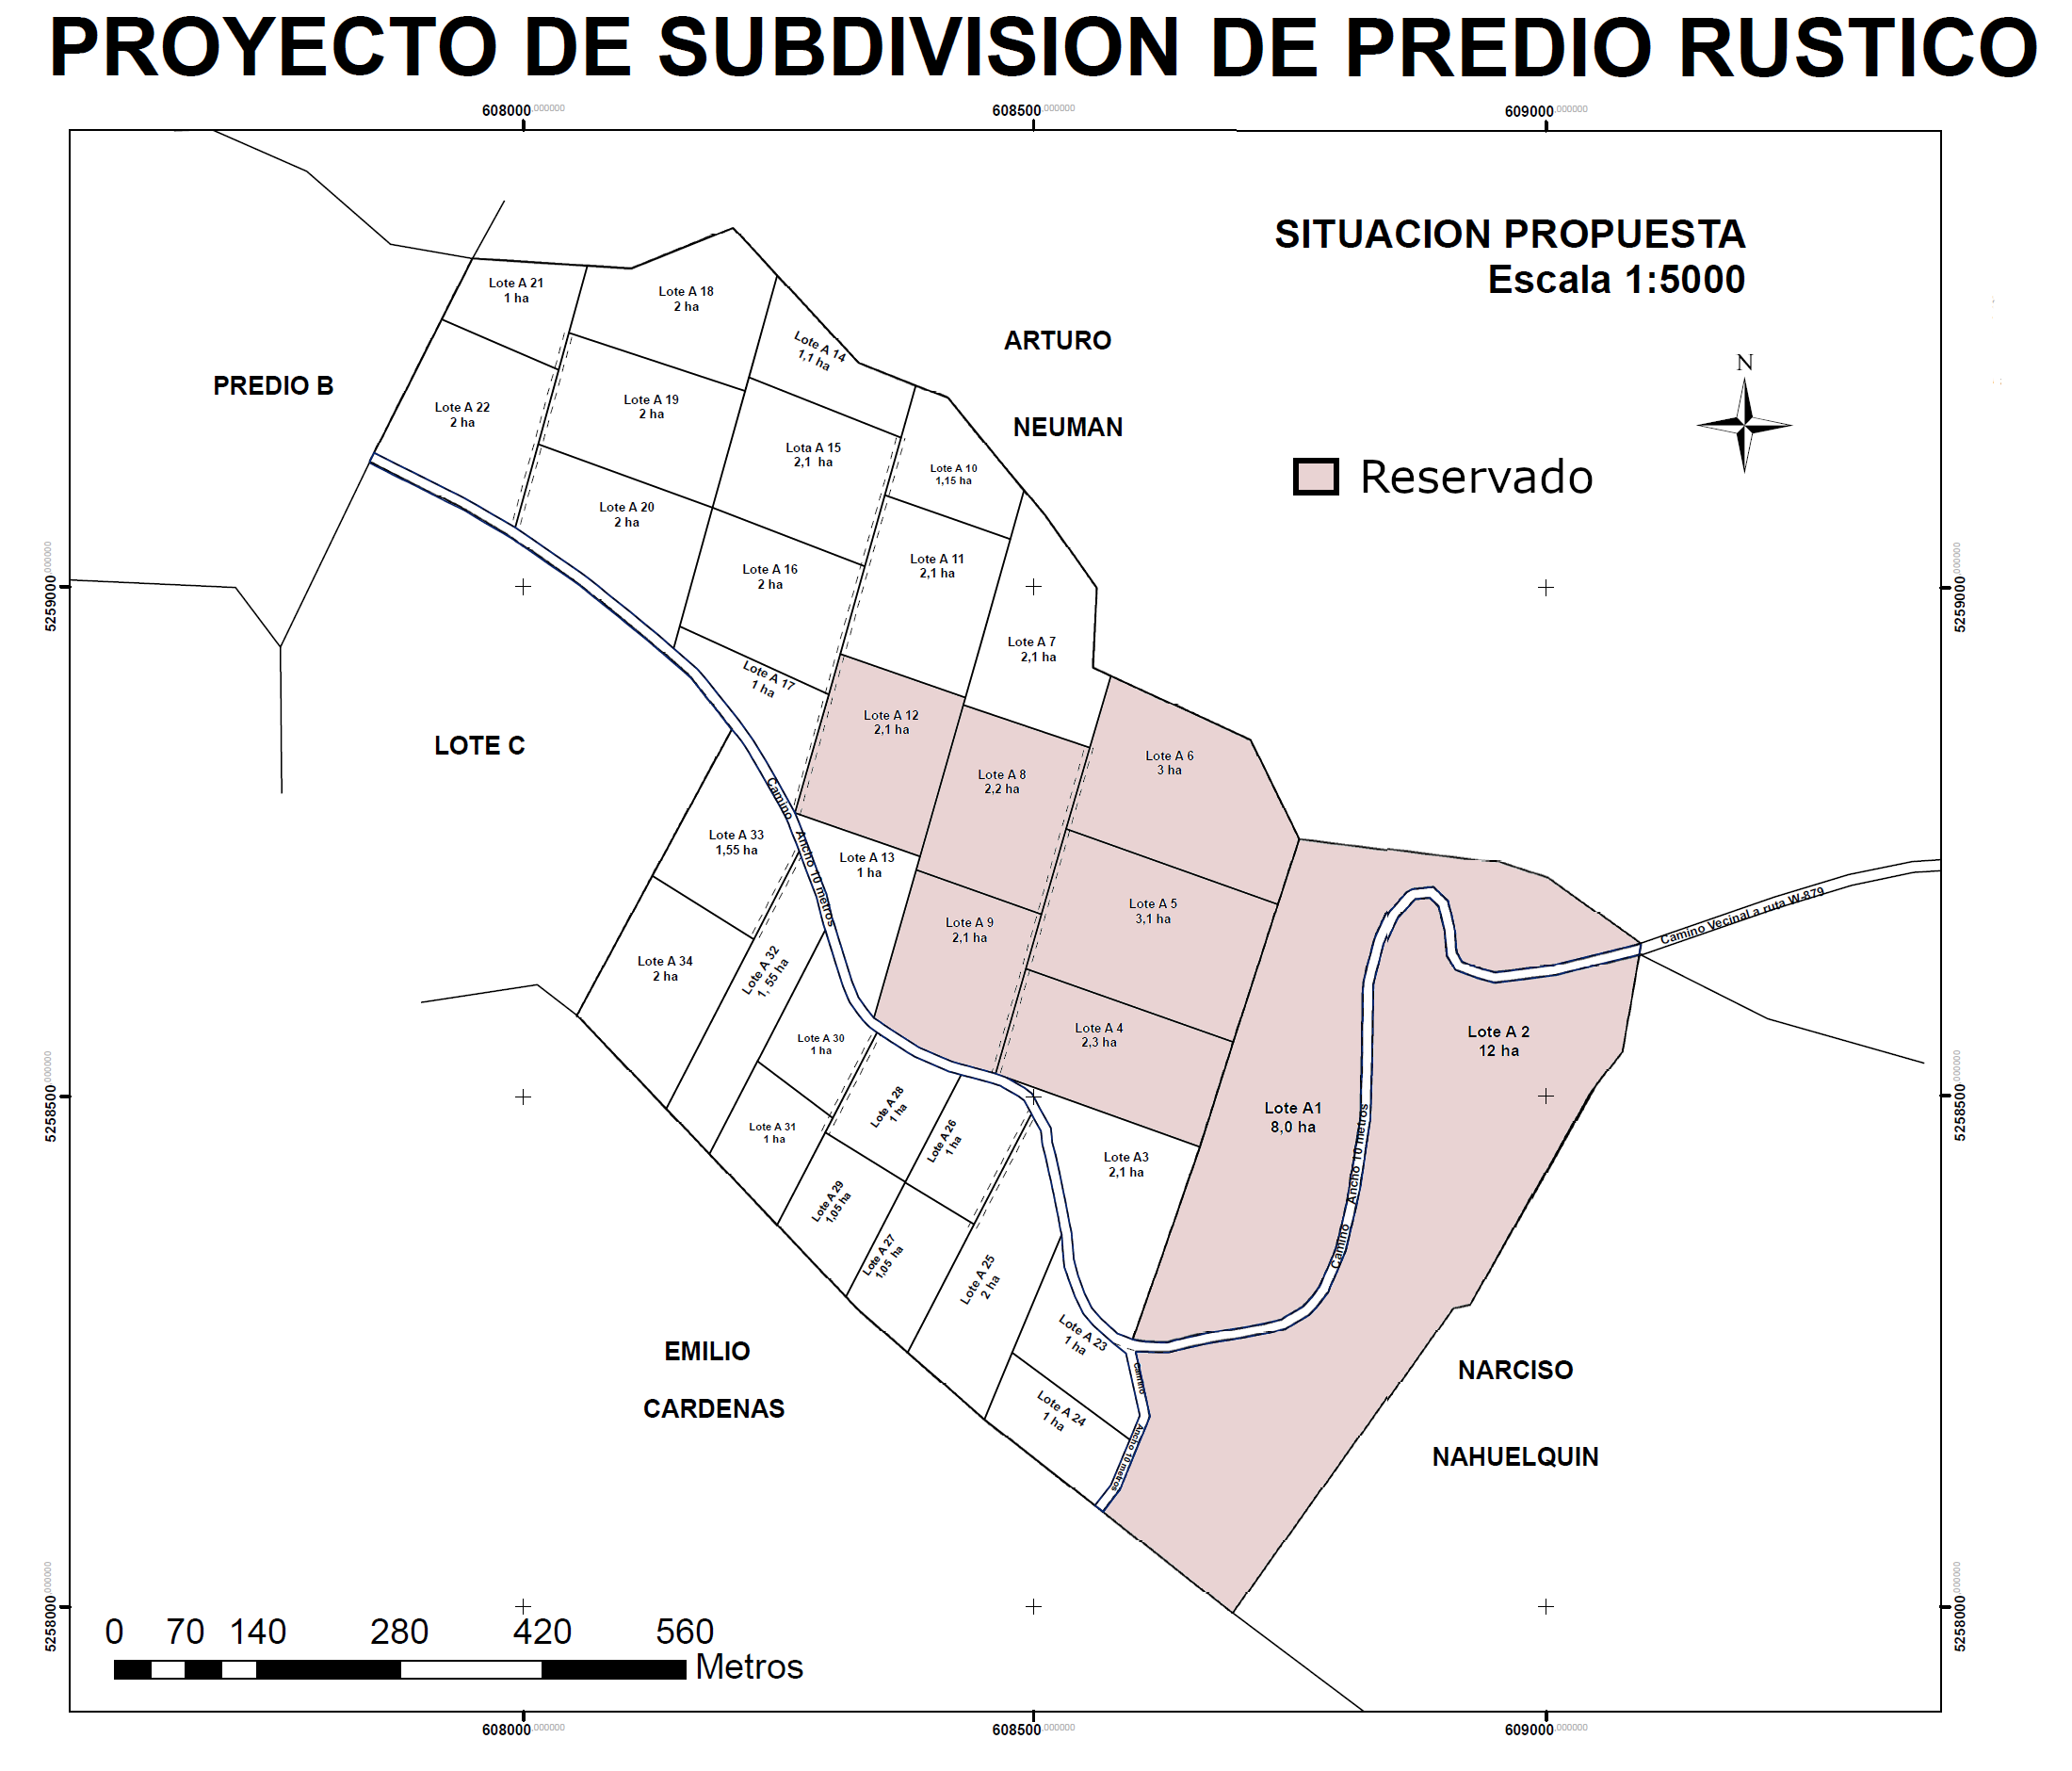 PROYECTO DE SUBDIVISION DE PREDIO RUSTICO
608000,000000
608500,000000
609000,000000
SITUACION PROPUESTA
Escala 1:5000
N
Reservado
ARTURO
NEUMAN
PREDIO B
LOTE C
EMILIO
CARDENAS
NARCISO
NAHUELQUIN
Lote A 21
1 ha
Lote A 18
2 ha
Lote A 14
1,1 ha
Lote A 22
2 ha
Lote A 19
2 ha
Lota A 15
2,1 ha
Lote A 10
1,15 ha
Lote A 20
2 ha
Lote A 16
2 ha
Lote A 11
2,1 ha
Lote A 7
2,1 ha
Lote A 17
1 ha
Lote A 12
2,1 ha
Lote A 8
2,2 ha
Lote A 6
3 ha
Lote A 33
1,55 ha
Lote A 13
1 ha
Lote A 9
2,1 ha
Lote A 5
3,1 ha
Lote A 34
2 ha
Lote A 32
1, 55 ha
Lote A 30
1 ha
Lote A 4
2,3 ha
Lote A 2
12 ha
Lote A1
8,0 ha
Lote A 31
1 ha
Lote A 28
1 ha
Lote A 26
1 ha
Lote A3
2,1 ha
Lote A 29
1,05 ha
Lote A 27
1,05 ha
Lote A 25
2 ha
Lote A 23
1 ha
Lote A 24
1 ha
Camino Ancho 10 metros
Camino Ancho 10 metros
Camino Ancho 10 metros
Camino Vecinal a ruta W-879
5259000,000000
5258500,000000
5258000,000000
5259000,000000
5258500,000000
5258000,000000
0 70 140 280 420 560
Metros
608000,000000
608500,000000
609000,000000